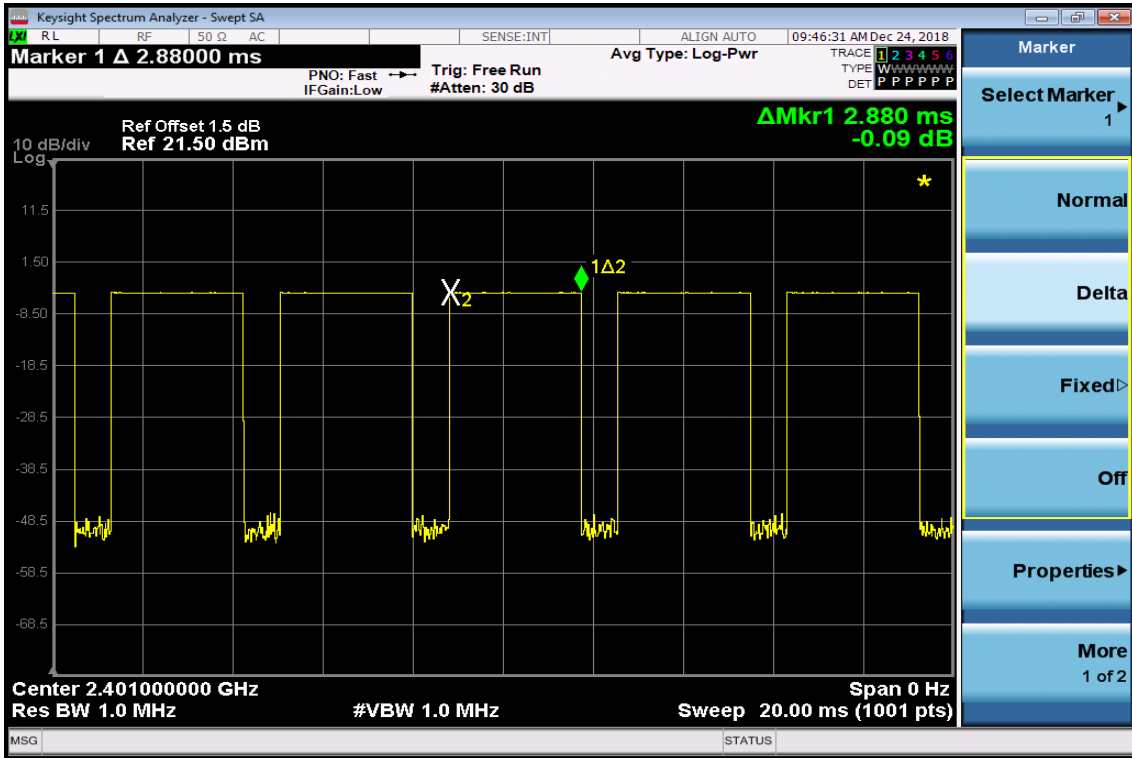 Keysight Spectrum Analyzer - Swept SA
LXI RL RF 50 Ω AC SENSE:INT ALIGN AUTO 09:46:31 AM Dec 24, 2018
Marker 1 Δ 2.88000 ms
PNO: Fast
IFGain:Low
Trig: Free Run
#Atten: 30 dB
Avg Type: Log-Pwr
TRACE 1 2 3 4 5 6
TYPE WWWWWWW
DET P P P P P P
ΔMkr1 2.880 ms
-0.09 dB
Ref Offset 1.5 dB
10 dB/div Ref 21.50 dBm
Log
11.5
1.50
-8.50
-18.5
-28.5
-38.5
-48.5
-58.5
-68.5
X2
1Δ2
*
Center 2.401000000 GHz Span 0 Hz
Res BW 1.0 MHz #VBW 1.0 MHz Sweep 20.00 ms (1001 pts)
MSG STATUS
Marker
Select Marker
1
Normal
Delta
Fixed
Off
Properties
More
1 of 2